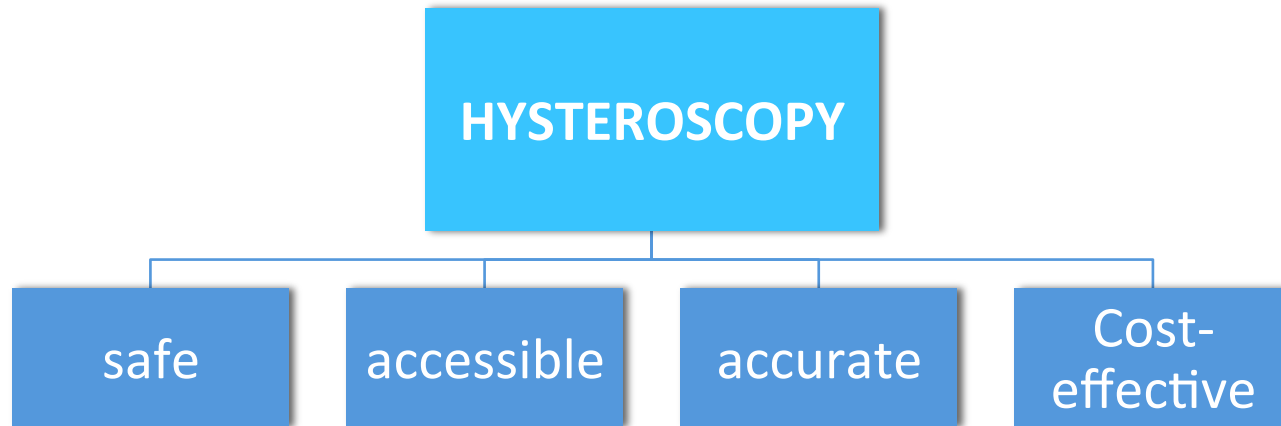 HYSTEROSCOPY
safe
accessible
accurate
Cost-
effective